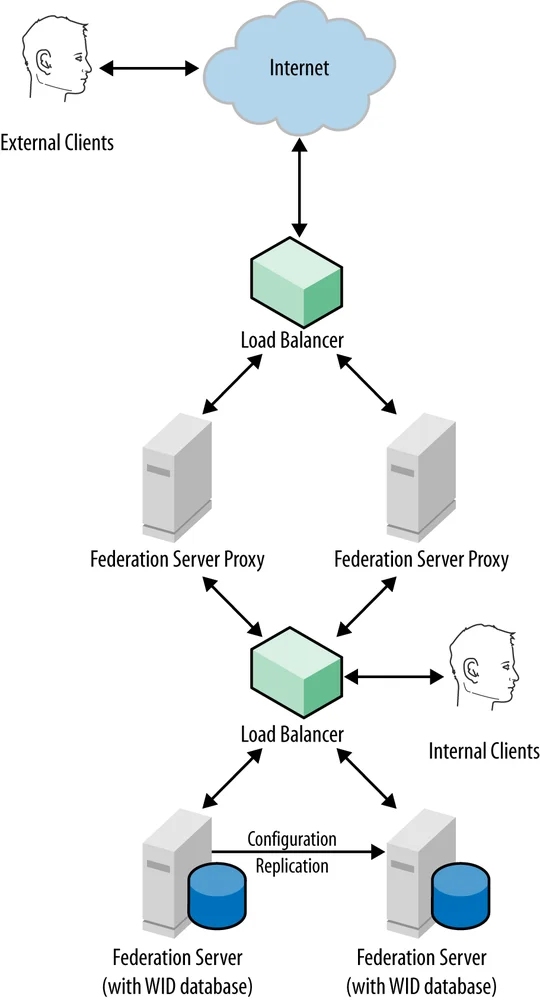 Internet
External Clients
Load Balancer
Federation Server Proxy
Federation Server Proxy
Load Balancer
Internal Clients
Configuration
Replication
Federation Server
(with WID database)
Federation Server
(with WID database)